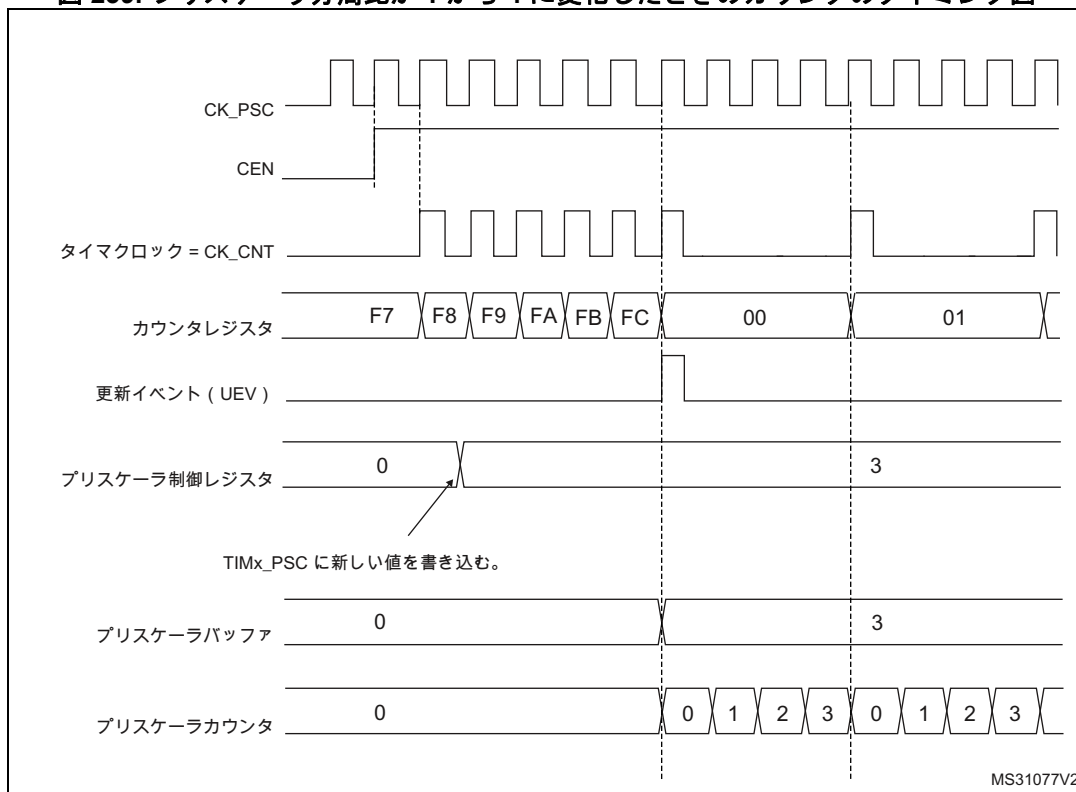 CK_PSC
CEN
タイマクロック = CK_CNT
カウンタレジスタ F7 F8 F9 FA FB FC 00 01
更新イベント ( UEV )
プリスケーラ制御レジスタ 0 3
TIMx_PSC に新しい値を書き込む。
プリスケーラバッファ 0 3
プリスケーラカウンタ 0 0 1 2 3 0 1 2 3
MS31077V2